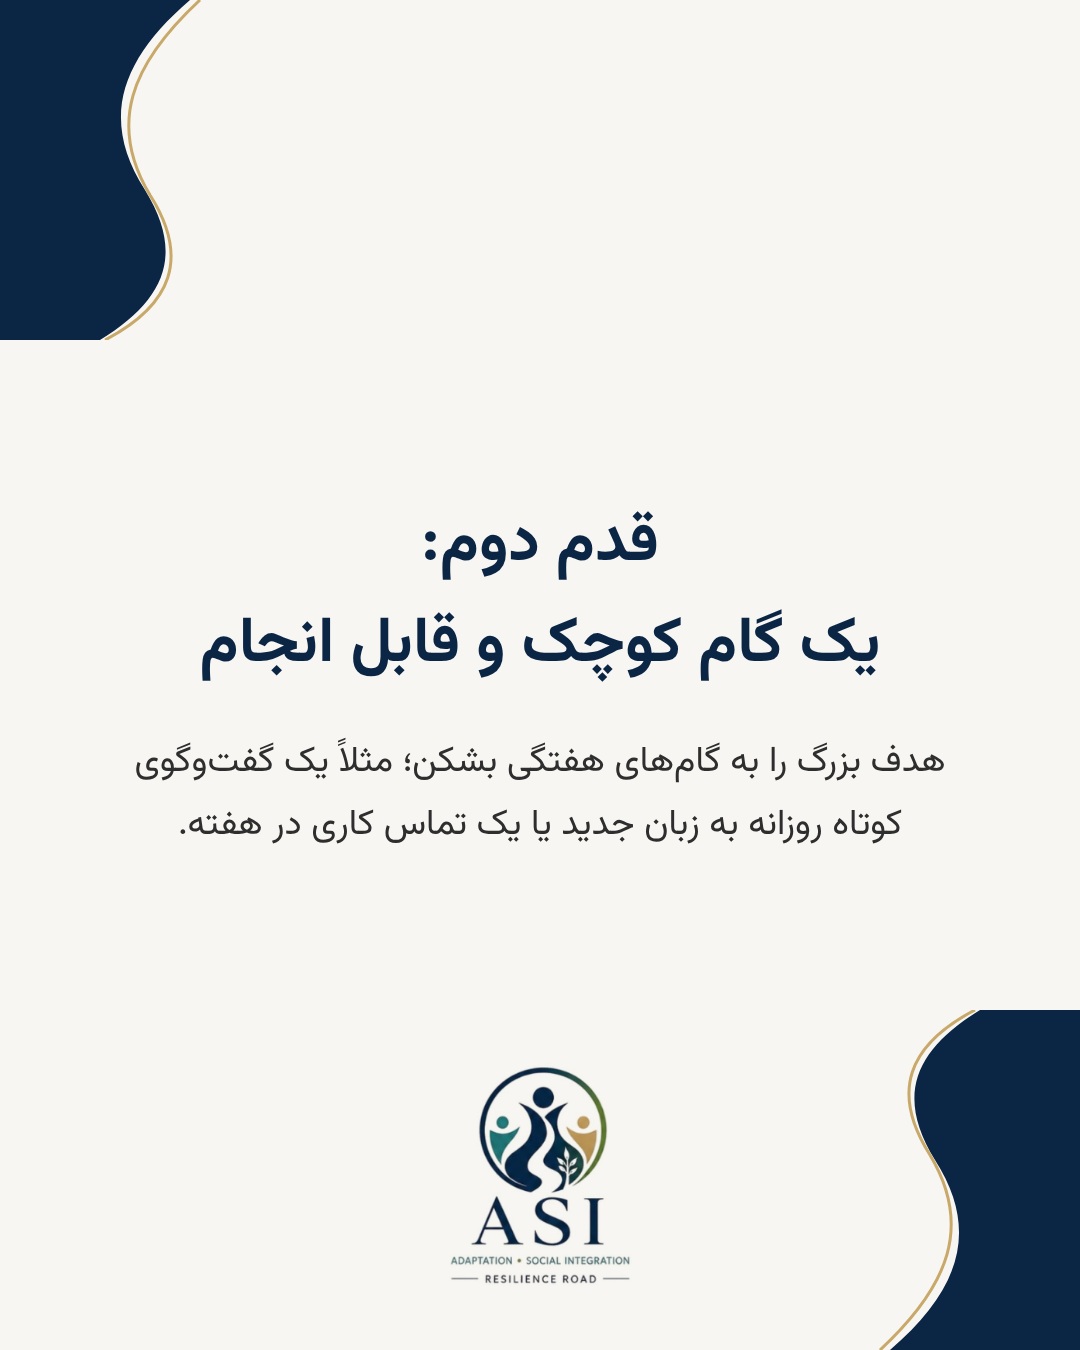 قدم دوم:
یک گام کوچک و قابل انجام
هدف بزرگ را به گام‌های هفتگی بشکن؛ مثلاً یک گفت‌وگوی
کوتاه روزانه به زبان جدید یا یک تماس کاری در هفته.
ASI
ADAPTATION • SOCIAL INTEGRATION
RESILIENCE ROAD